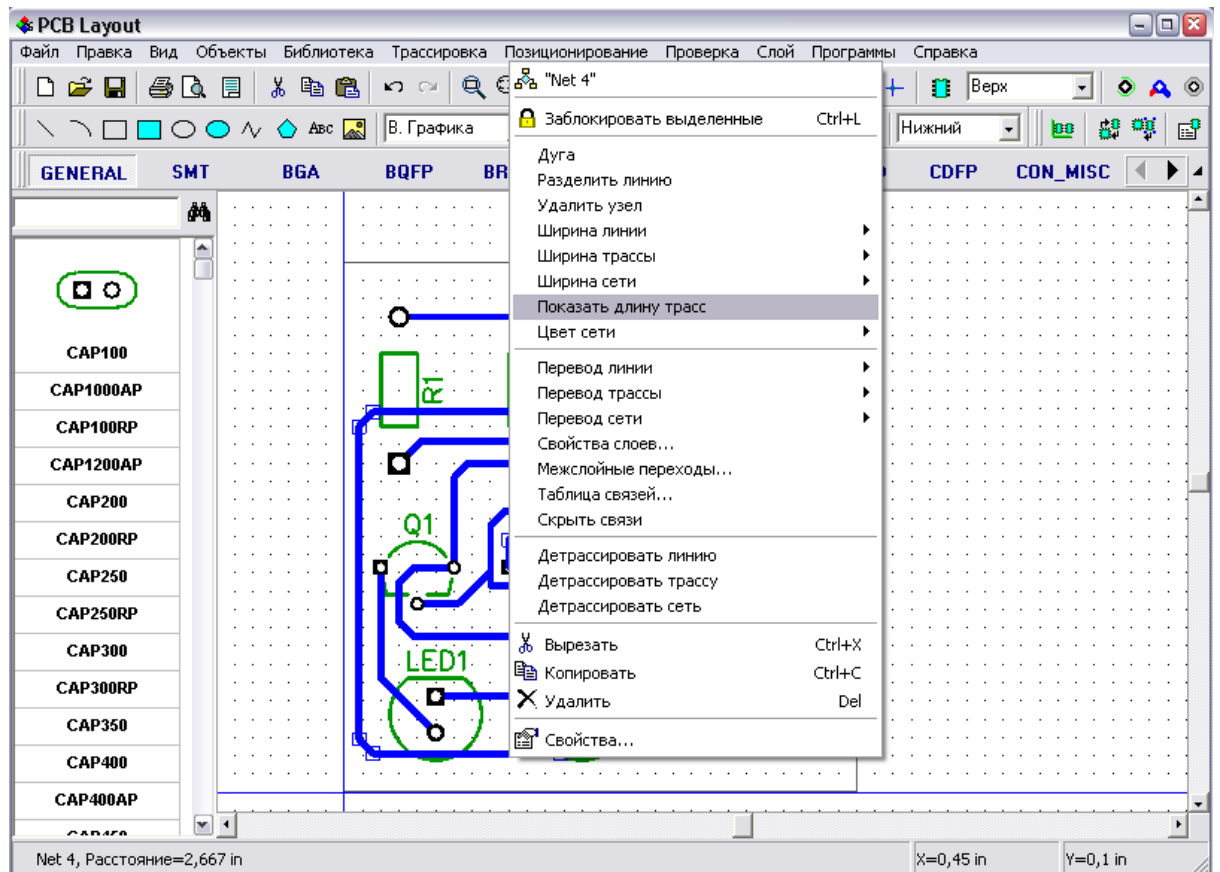 PCB Layout
Файл Правка Вид Объекты Библиотека Трассировка Позиционирование Проверка Слой Программы Справка
Верх
ABC
В. Графика
Нижний
GENERAL SMT BGA BQFP BR CDFP CON_MISC
"Net 4"
Заблокировать выделенные Ctrl+L
Дуга
Разделить линию
Удалить узел
Ширина линии
Ширина трассы
Ширина сети
Показать длину трасс
Цвет сети
Перевод линии
Перевод трассы
Перевод сети
Свойства слоев...
Межслойные переходы...
Таблица связей...
Скрыть связи
Детрассировать линию
Детрассировать трассу
Детрассировать сеть
Вырезать Ctrl+X
Копировать Ctrl+C
Удалить Del
Свойства...
CAP100
CAP1000AP
CAP100RP
CAP1200AP
CAP200
CAP200RP
CAP250
CAP250RP
CAP300
CAP300RP
CAP350
CAP400
CAP400AP
R1
Q1
LED1
Net 4, Расстояние=2,667 in
X=0,45 in
Y=0,1 in